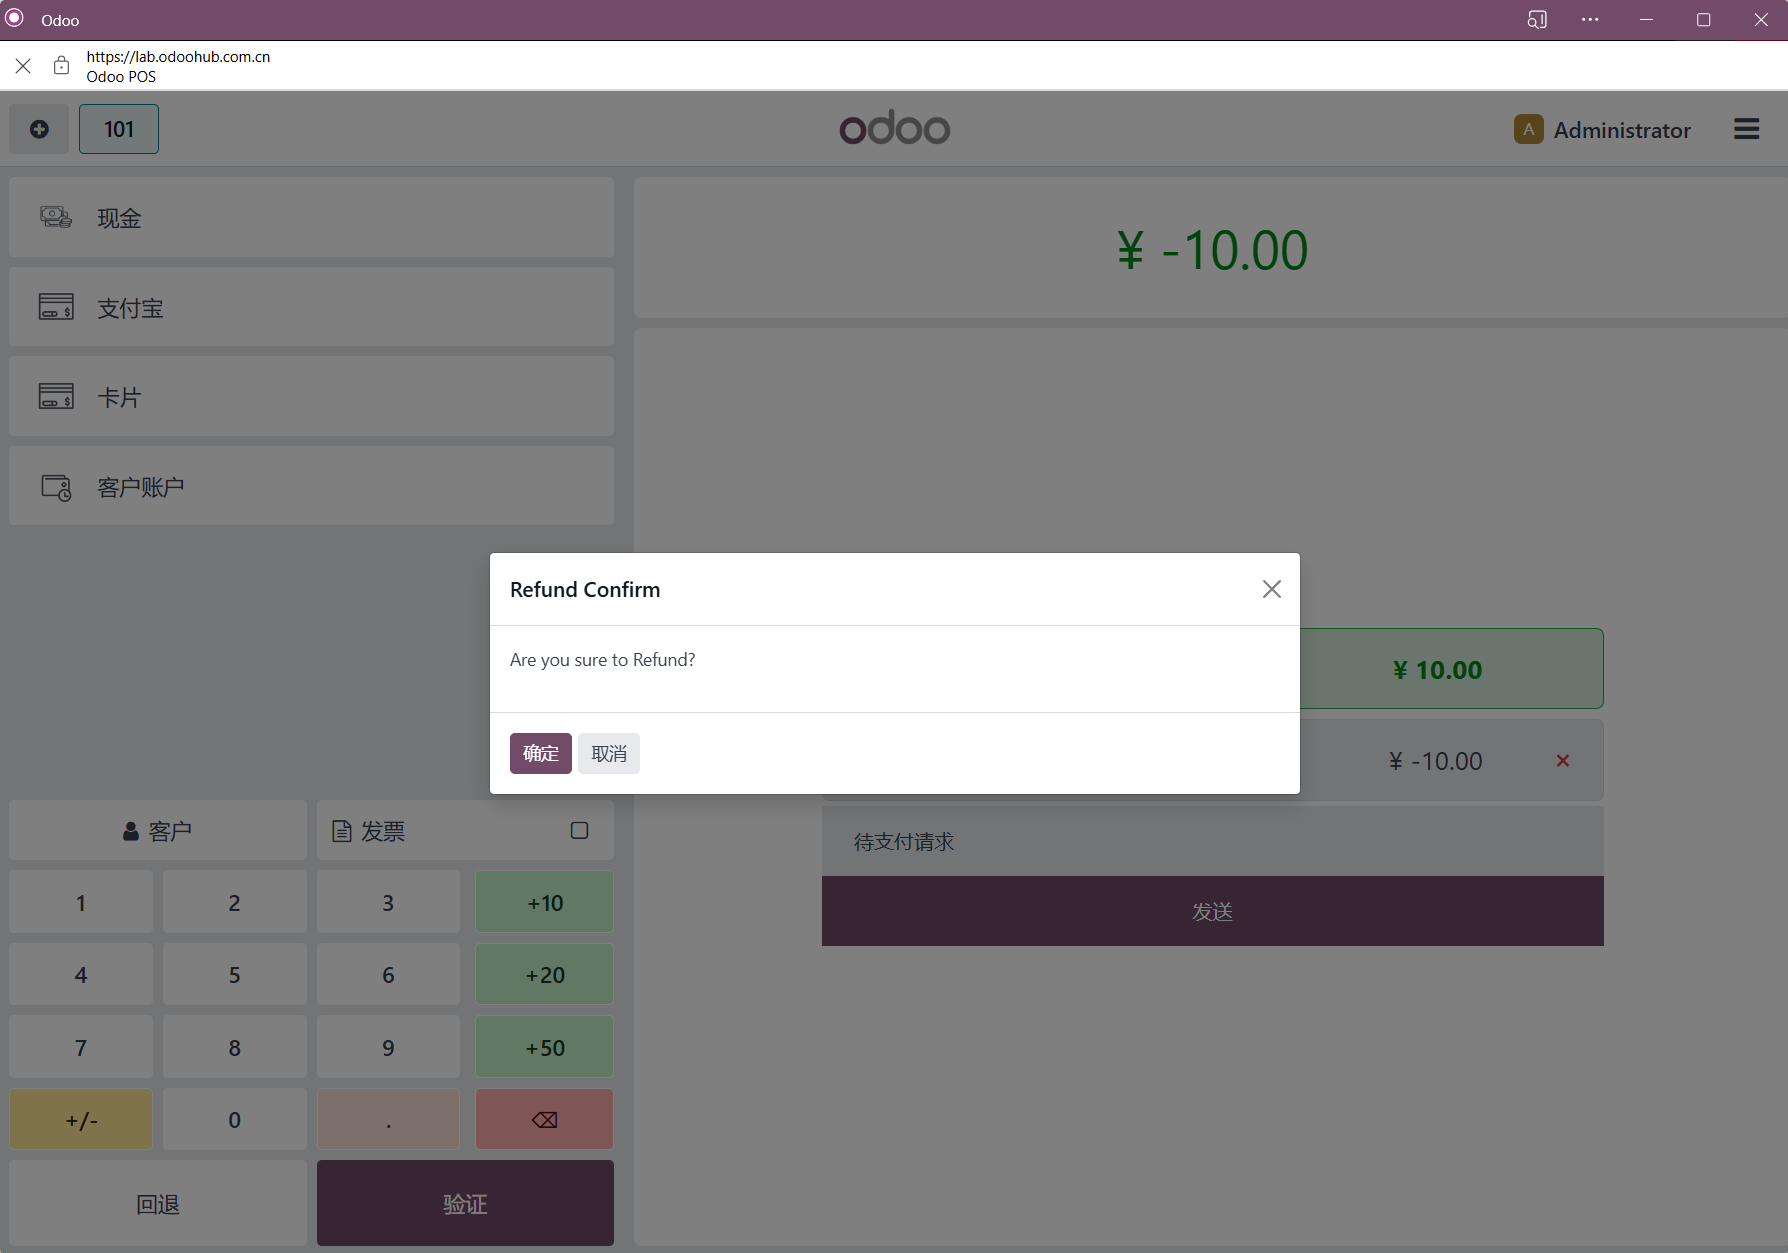 Odoo
https://lab.odoohub.com.cn
Odoo POS
101
odoo
A Administrator
现金
支付宝
卡片
客户账户
¥ -10.00
Refund Confirm
Are you sure to Refund?
确定 取消
¥ 10.00
¥ -10.00
待支付请求
发送
客户 发票
1 2 3 +10
4 5 6 +20
7 8 9 +50
+/- 0 .
回退 验证